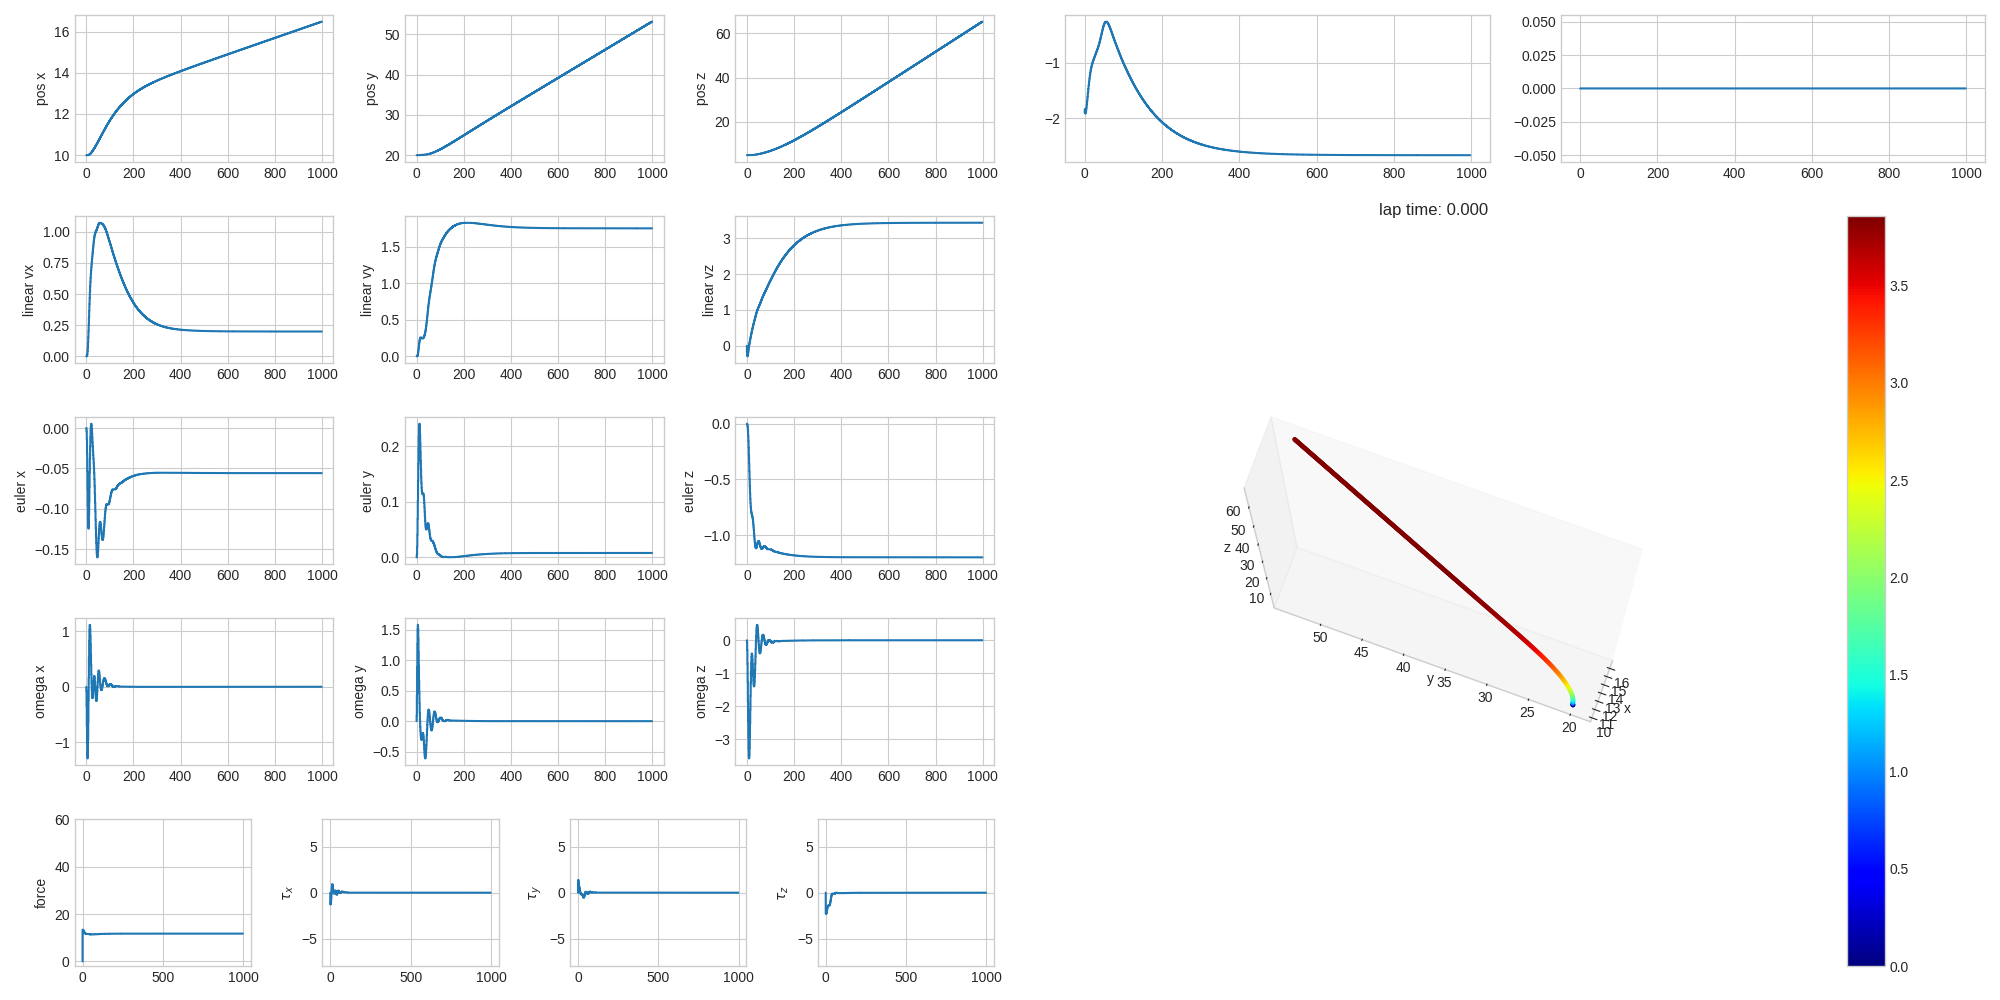 pos x
16
14
12
10
0 200 400 600 800 1000
pos y
50
40
30
20
0 200 400 600 800 1000
pos z
60
40
20
0 200 400 600 800 1000
−1
−2
0 200 400 600 800 1000
0.050
0.025
0.000
−0.025
−0.050
0 200 400 600 800 1000
linear vx
1.00
0.75
0.50
0.25
0.00
0 200 400 600 800 1000
linear vy
1.5
1.0
0.5
0.0
0 200 400 600 800 1000
linear vz
3
2
1
0
0 200 400 600 800 1000
lap time: 0.000
euler x
0.00
−0.05
−0.10
−0.15
0 200 400 600 800 1000
euler y
0.2
0.1
0.0
0 200 400 600 800 1000
euler z
0.0
−0.5
−1.0
0 200 400 600 800 1000
omega x
1
0
−1
0 200 400 600 800 1000
omega y
1.5
1.0
0.5
0.0
−0.5
0 200 400 600 800 1000
omega z
0
−1
−2
−3
0 200 400 600 800 1000
force
60
40
20
0
0 500 1000
τx
5
0
−5
0 500 1000
τy
5
0
−5
0 500 1000
τz
5
0
−5
0 500 1000
z
60
50
40
30
20
10
y
50
45
40
35
30
25
20
x
16
15
14
13
12
11
10
3.5
3.0
2.5
2.0
1.5
1.0
0.5
0.0